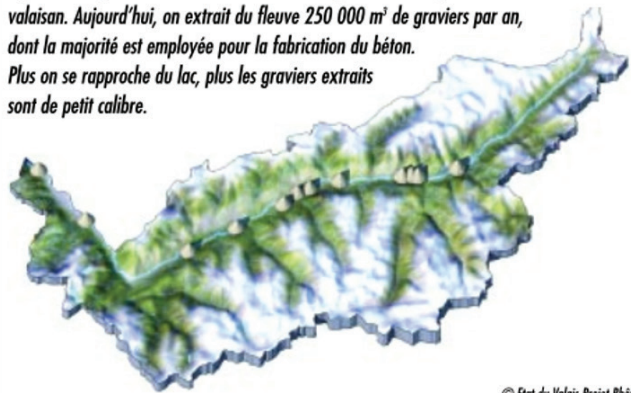 valaisan. Aujourd'hui, on extrait du fleuve 250 000 m³ de graviers par an,
dont la majorité est employée pour la fabrication du béton.
Plus on se rapproche du lac, plus les graviers extraits
sont de petit calibre.
© Etat du Valais Projet